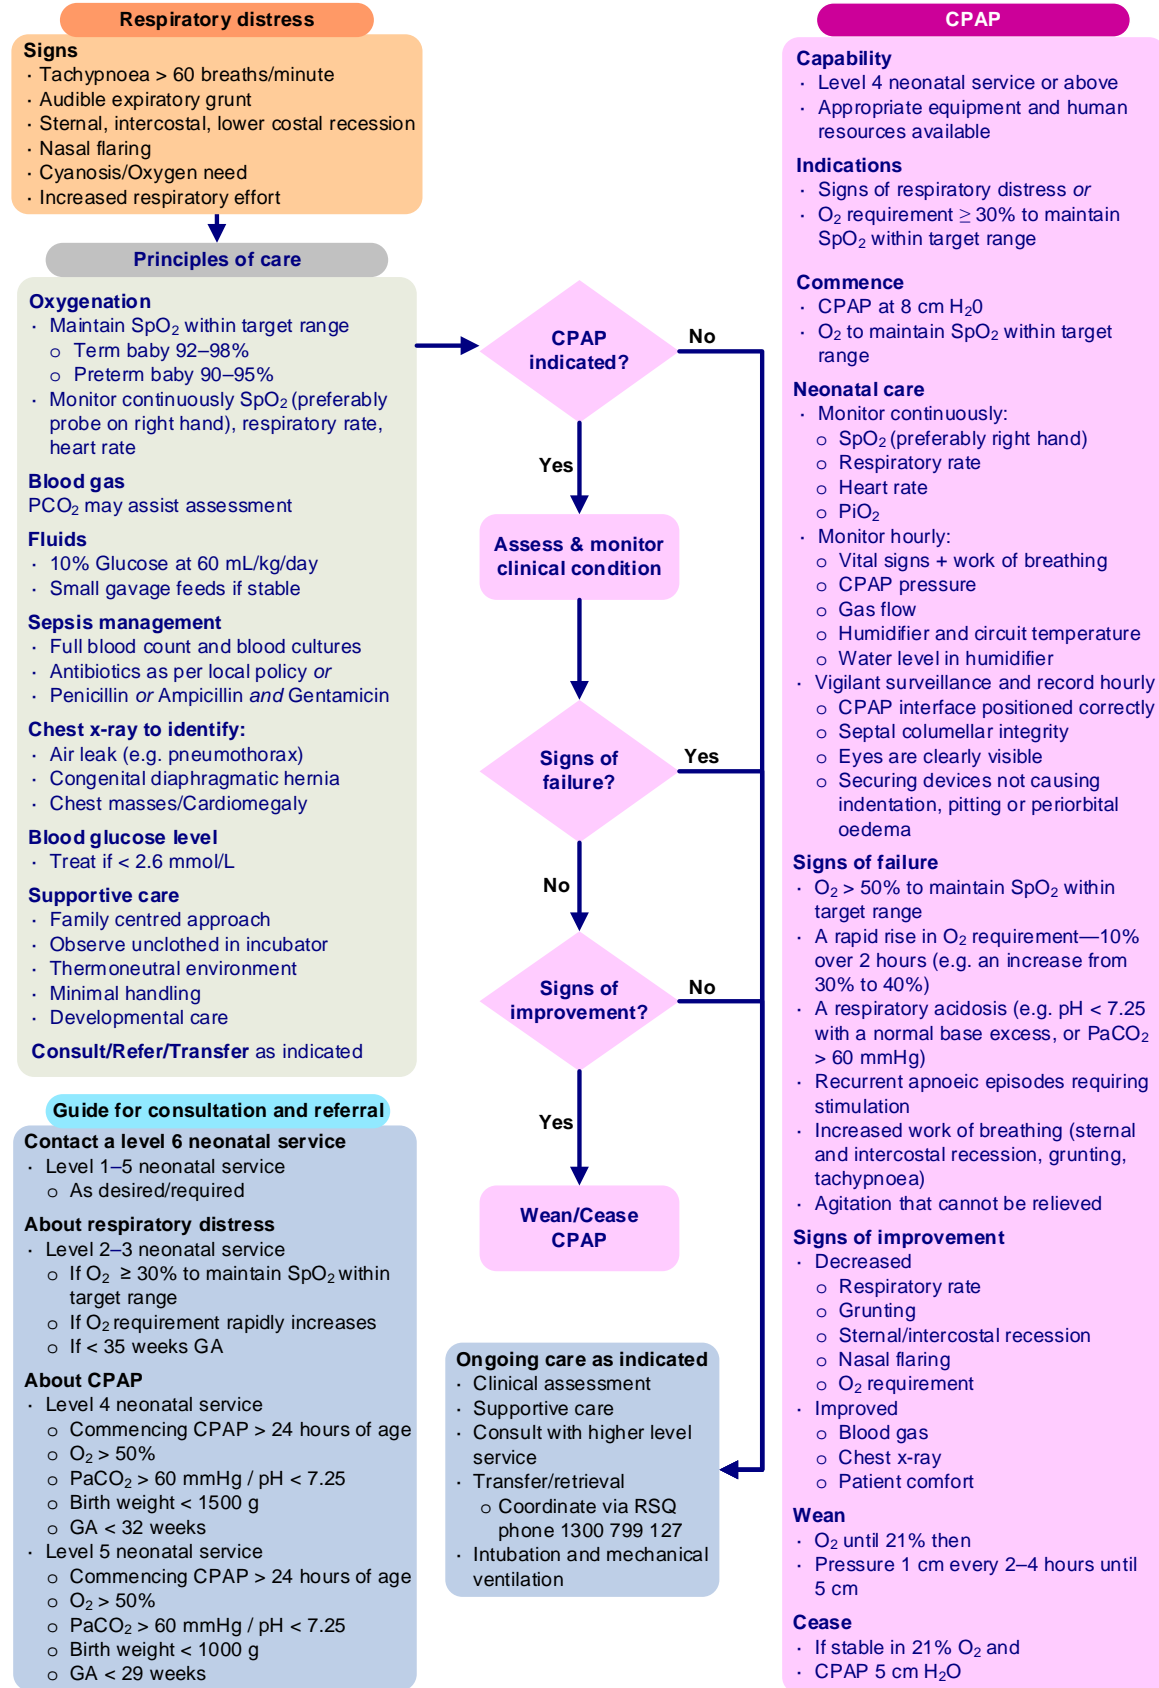 Respiratory distress
Signs
· Tachypnoea > 60 breaths/minute
· Audible expiratory grunt
· Sternal, intercostal, lower costal recession
· Nasal flaring
· Cyanosis/Oxygen need
· Increased respiratory effort
Principles of care
Oxygenation
· Maintain SpO₂ within target range
o Term baby 92–98%
o Preterm baby 90–95%
· Monitor continuously SpO₂ (preferably
probe on right hand), respiratory rate,
heart rate
Blood gas
PCO₂ may assist assessment
Fluids
· 10% Glucose at 60 mL/kg/day
· Small gavage feeds if stable
Sepsis management
· Full blood count and blood cultures
· Antibiotics as per local policy or
· Penicillin or Ampicillin and Gentamicin
Chest x-ray to identify:
· Air leak (e.g. pneumothorax)
· Congenital diaphragmatic hernia
· Chest masses/Cardiomegaly
Blood glucose level
· Treat if < 2.6 mmol/L
Supportive care
· Family centred approach
· Observe unclothed in incubator
· Thermoneutral environment
· Minimal handling
· Developmental care
Consult/Refer/Transfer as indicated
Guide for consultation and referral
Contact a level 6 neonatal service
· Level 1–5 neonatal service
o As desired/required
About respiratory distress
· Level 2–3 neonatal service
o If O₂ ≥ 30% to maintain SpO₂ within
target range
o If O₂ requirement rapidly increases
o If < 35 weeks GA
About CPAP
· Level 4 neonatal service
o Commencing CPAP > 24 hours of age
o O₂ > 50%
o PaCO₂ > 60 mmHg / pH < 7.25
o Birth weight < 1500 g
o GA < 32 weeks
· Level 5 neonatal service
o Commencing CPAP > 24 hours of age
o O₂ > 50%
o PaCO₂ > 60 mmHg / pH < 7.25
o Birth weight < 1000 g
o GA < 29 weeks
CPAP
indicated?
No
Yes
Assess & monitor
clinical condition
Signs of
failure?
Yes
No
Signs of
improvement?
No
Yes
Wean/Cease
CPAP
Ongoing care as indicated
· Clinical assessment
· Supportive care
· Consult with higher level
service
· Transfer/retrieval
o Coordinate via RSQ
phone 1300 799 127
· Intubation and mechanical
ventilation
CPAP
Capability
· Level 4 neonatal service or above
· Appropriate equipment and human
resources available
Indications
· Signs of respiratory distress or
· O₂ requirement ≥ 30% to maintain
SpO₂ within target range
Commence
· CPAP at 8 cm H₂0
· O₂ to maintain SpO₂ within target
range
Neonatal care
· Monitor continuously:
o SpO₂ (preferably right hand)
o Respiratory rate
o Heart rate
o PiO₂
· Monitor hourly:
o Vital signs + work of breathing
o CPAP pressure
o Gas flow
o Humidifier and circuit temperature
o Water level in humidifier
· Vigilant surveillance and record hourly
o CPAP interface positioned correctly
o Septal columellar integrity
o Eyes are clearly visible
o Securing devices not causing
indentation, pitting or periorbital
oedema
Signs of failure
· O₂ > 50% to maintain SpO₂ within
target range
· A rapid rise in O₂ requirement—10%
over 2 hours (e.g. an increase from
30% to 40%)
· A respiratory acidosis (e.g. pH < 7.25
with a normal base excess, or PaCO₂
> 60 mmHg)
· Recurrent apnoeic episodes requiring
stimulation
· Increased work of breathing (sternal
and intercostal recession, grunting,
tachypnoea)
· Agitation that cannot be relieved
Signs of improvement
· Decreased
o Respiratory rate
o Grunting
o Sternal/intercostal recession
o Nasal flaring
o O₂ requirement
· Improved
o Blood gas
o Chest x-ray
o Patient comfort
Wean
· O₂ until 21% then
· Pressure 1 cm every 2–4 hours until
5 cm
Cease
· If stable in 21% O₂ and
· CPAP 5 cm H₂O